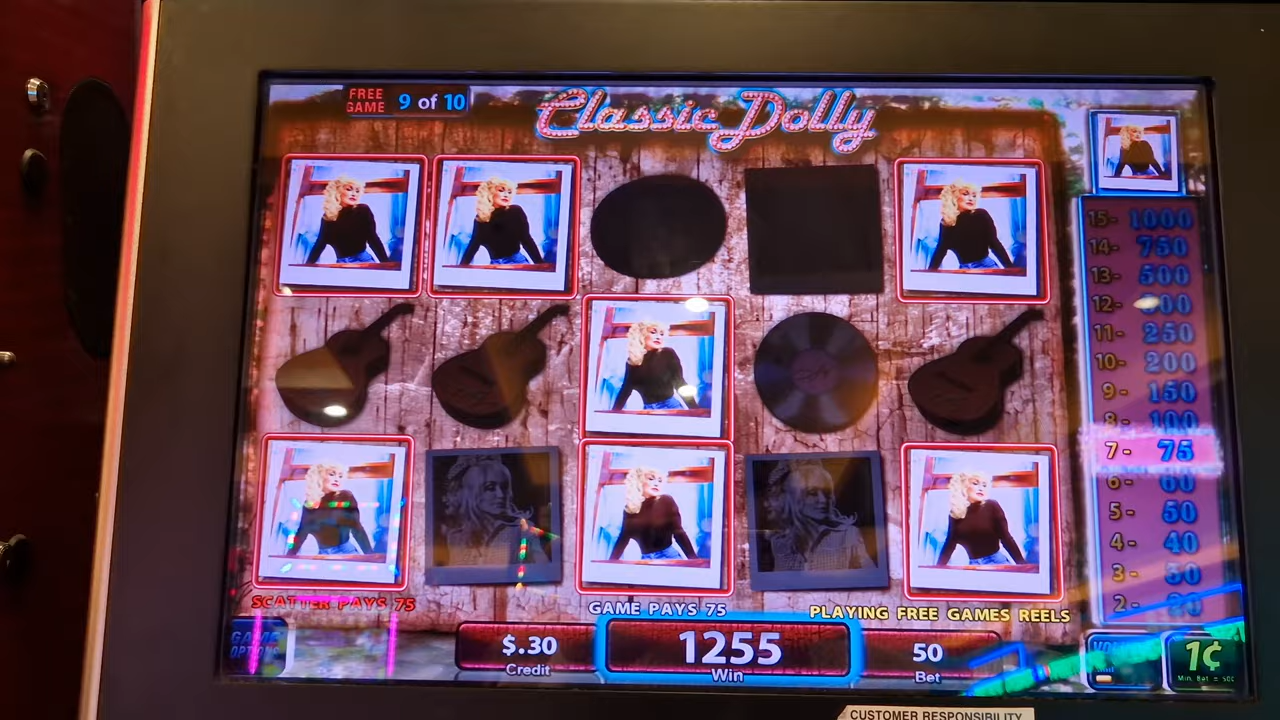 FREE GAME 9 of 10
Classic Dolly
15- 1000
14- 750
13- 500
12-
11- 250
10- 200
9- 150
8- 100
7- 75
6- 60
5- 50
4- 40
3-
2-
SCATTER PAYS 75
GAME PAYS 75
PLAYING FREE GAMES REELS
GAME OPTIONS
$.30
Credit
1255
Win
50
Bet
1¢
CUSTOMER RESPONSIBILITY